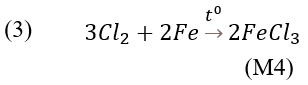 (3) 3Cl₂ + 2Fe →(t⁰) 2FeCl₃
(M4)